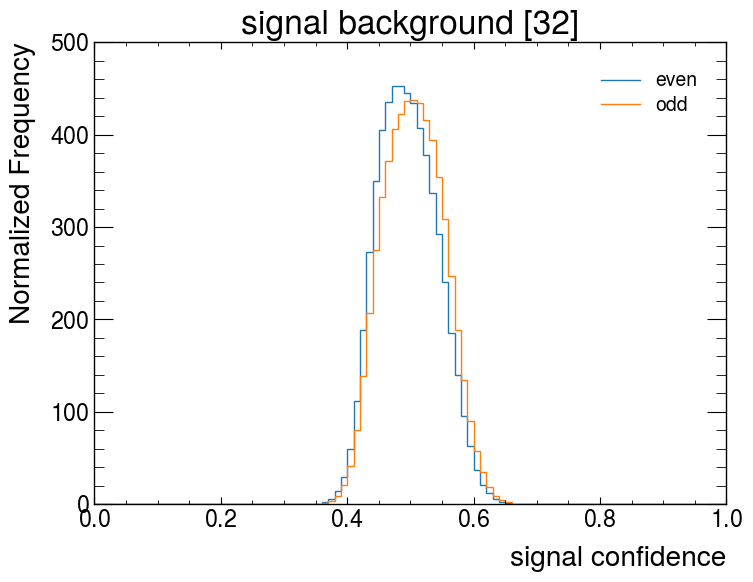 signal background [32]
Normalized Frequency
500
400
300
200
100
0
even
odd
0.0 0.2 0.4 0.6 0.8 1.0
signal confidence